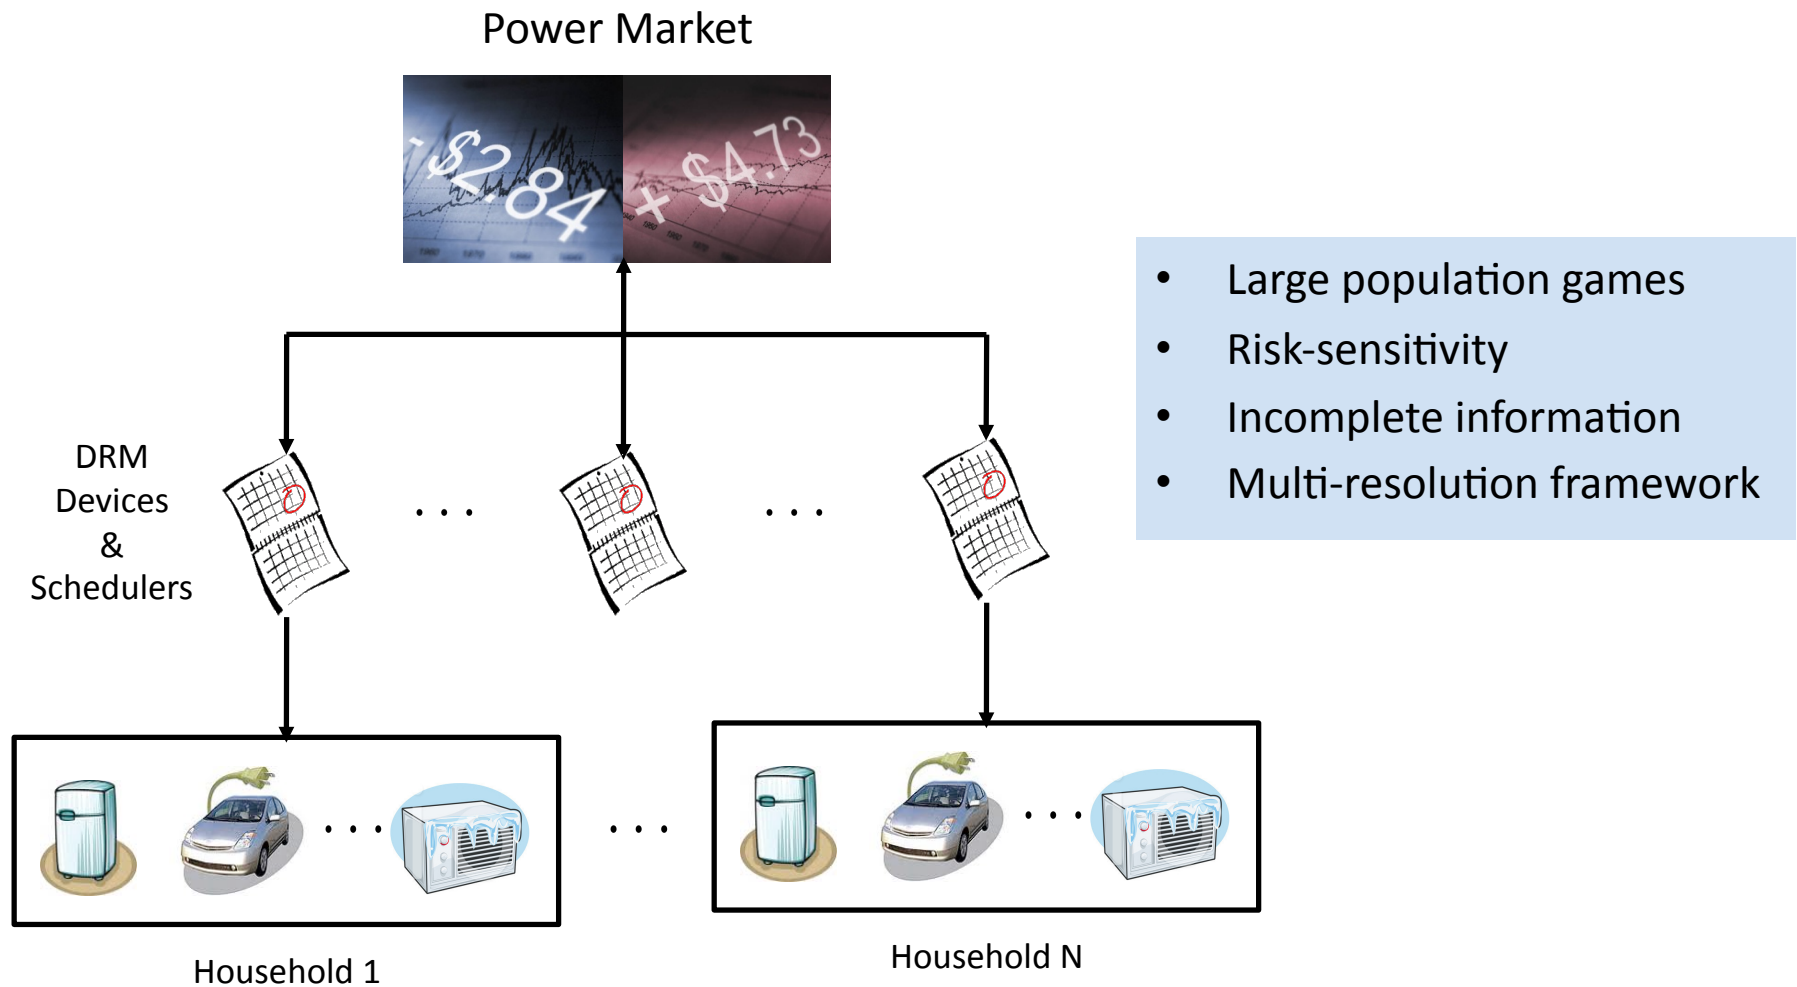 Power Market
- $2.84
+ $4.73
• Large population games
• Risk-sensitivity
• Incomplete information
• Multi-resolution framework
DRM
Devices
&
Schedulers
. . .
. . .
. . .
. . .
. . .
Household 1
Household N